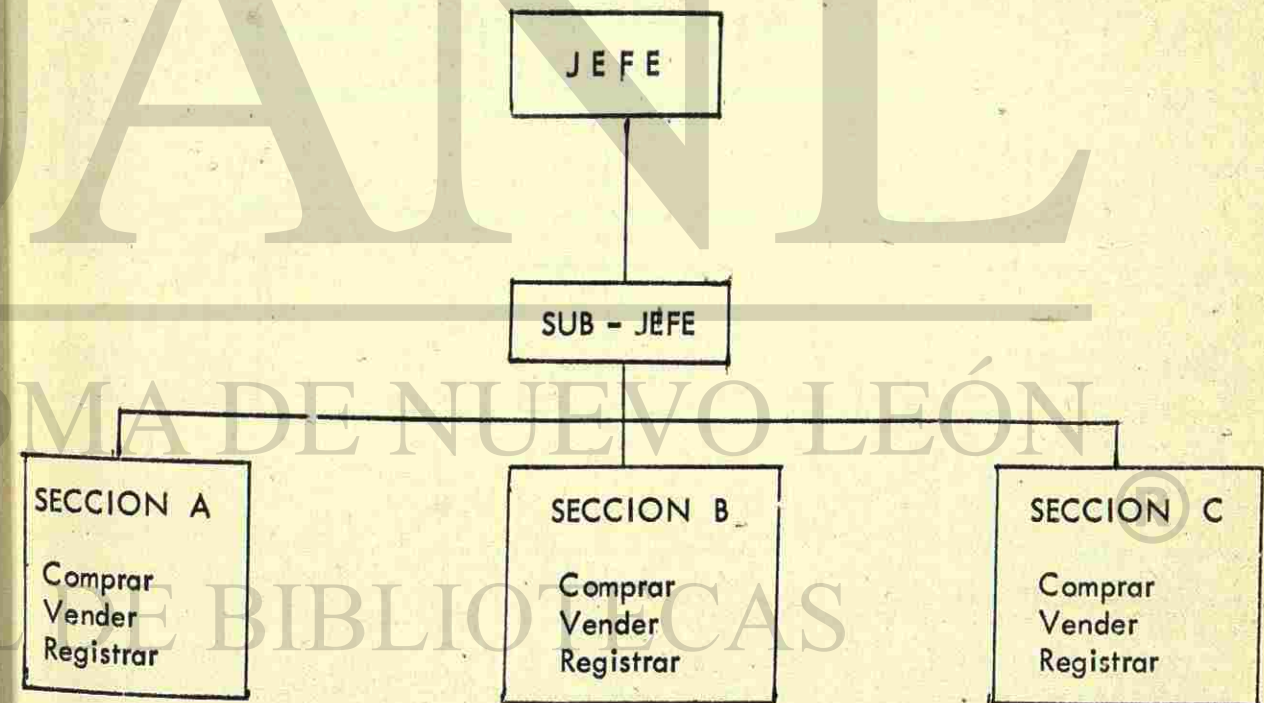 JEFE
SUB - JEFE
SECCION A
Comprar
Vender
Registrar
SECCION B
Comprar
Vender
Registrar
SECCION C
Comprar
Vender
Registrar
UANL
OMA DE NUEVO LEÓN
®
L DE BIBLIOTECAS